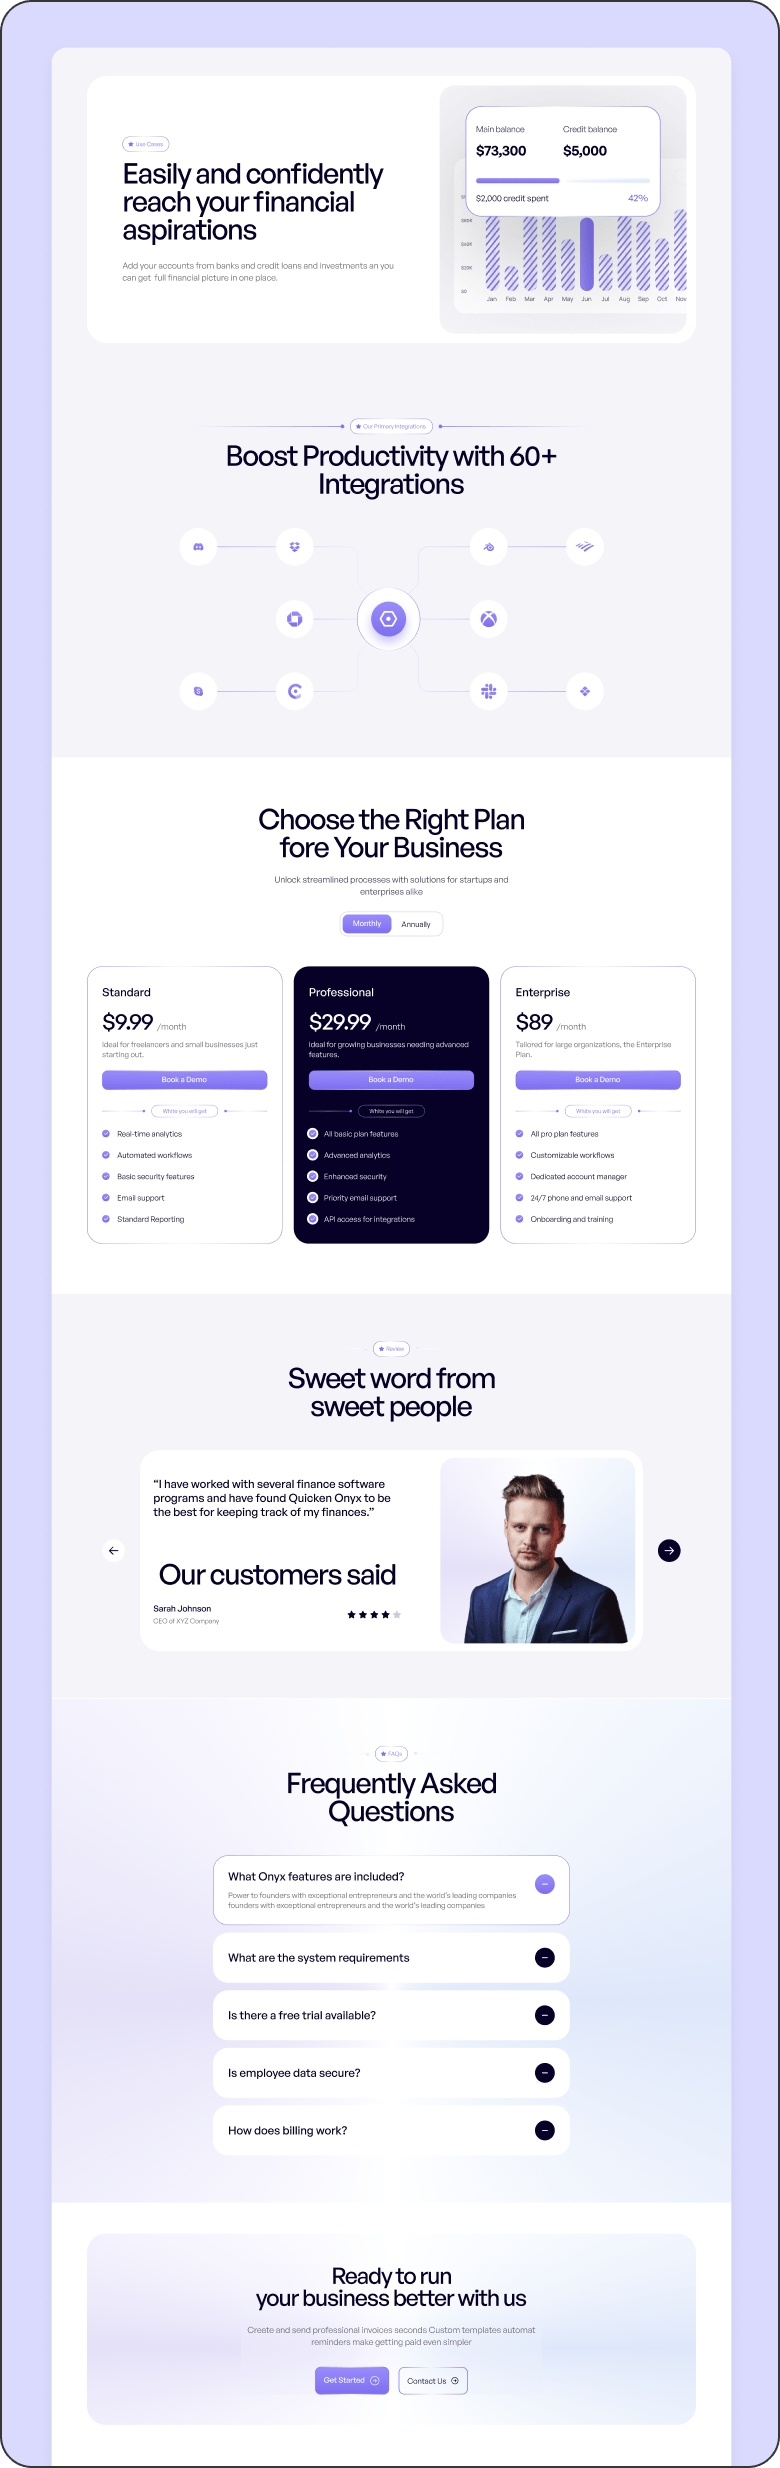 Use Cases
Easily and confidently
reach your financial
aspirations
Add your accounts from banks and credit loans and investments an you
can get full financial picture in one place.
Main balance
Credit balance
$73,300
$5,000
$2,000 credit spent
42%
$20K
$0
Jan Feb Mar Apr May Jun Jul Aug Sep Oct Nov
Our Primary Integrations
Boost Productivity with 60+
Integrations
Choose the Right Plan
fore Your Business
Unlock streamlined processes with solutions for startups and
enterprises alike
Monthly
Annually
Standard
$9.99 /month
Ideal for freelancers and small businesses just
starting out.
Book a Demo
White you will get
Real-time analytics
Automated workflows
Basic security features
Email support
Standard Reporting
Professional
$29.99 /month
Ideal for growing businesses needing advanced
features.
Book a Demo
White you will get
All basic plan features
Advanced analytics
Enhanced security
Priority email support
API access for integrations
Enterprise
$89 /month
Tailored for large organizations, the Enterprise
Plan.
Book a Demo
White you will get
All pro plan features
Customizable workflows
Dedicated account manager
24/7 phone and email support
Onboarding and training
Review
Sweet word from
sweet people
“I have worked with several finance software
programs and have found Quicken Onyx to be
the best for keeping track of my finances.”
Our customers said
Sarah Johnson
CEO of XYZ Company
FAQs
Frequently Asked
Questions
What Onyx features are included?
Power to founders with exceptional entrepreneurs and the world's leading companies
founders with exceptional entrepreneurs and the world's leading companies
What are the system requirements
Is there a free trial available?
Is employee data secure?
How does billing work?
Ready to run
your business better with us
Create and send professional invoices seconds Custom templates automat
reminders make getting paid even simpler
Get Started
Contact Us